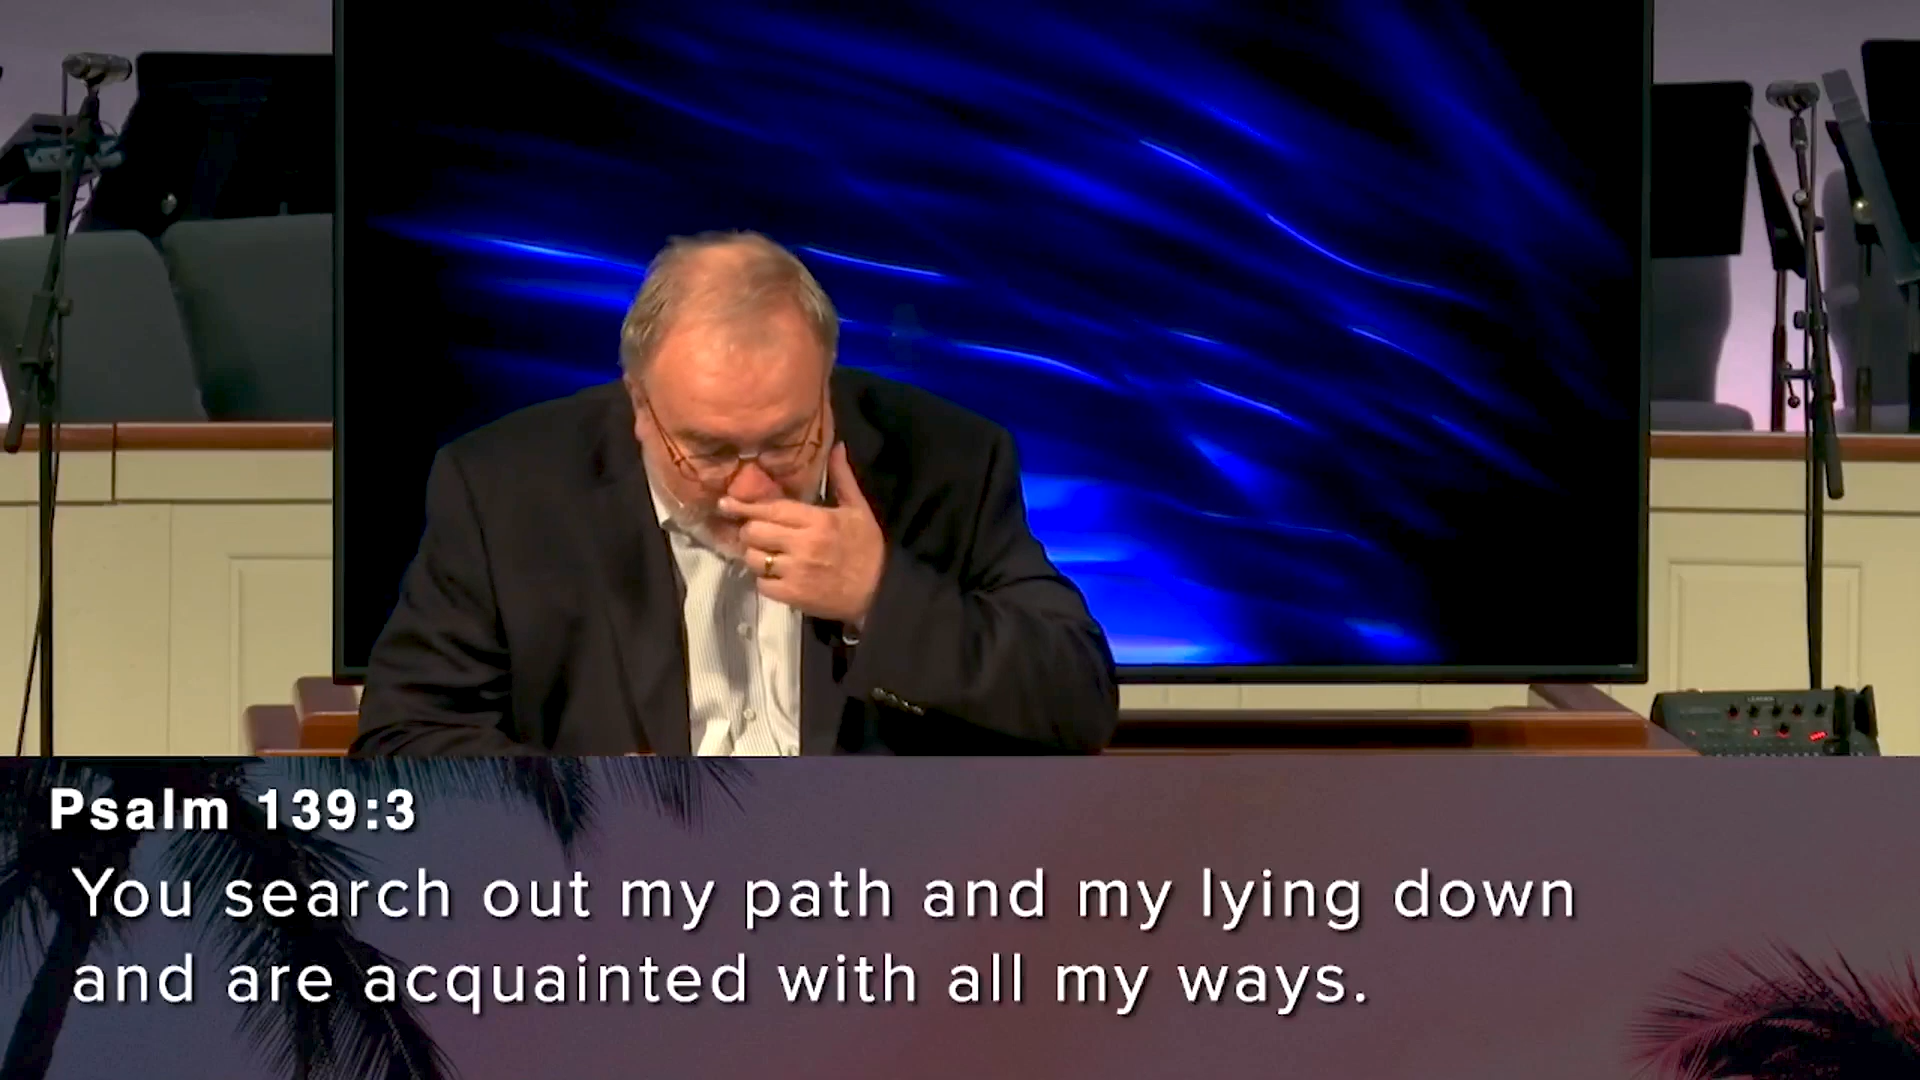 Psalm 139:3
You search out my path and my lying down
and are acquainted with all my ways.